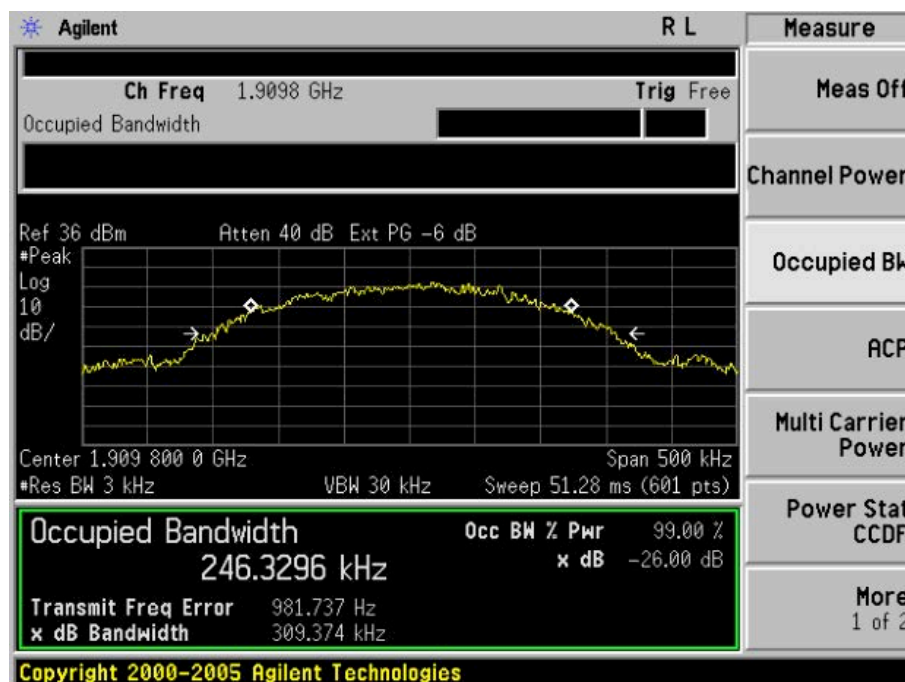 Agilent R L Measure
Ch Freq 1.9098 GHz Trig Free
Occupied Bandwidth
Meas Off
Channel Power
Ref 36 dBm Atten 40 dB Ext PG -6 dB
#Peak
Log
10
dB/
Occupied BW
ACP
Multi Carrier
Power
Center 1.909 800 0 GHz Span 500 kHz
#Res BW 3 kHz VBW 30 kHz Sweep 51.28 ms (601 pts)
Power Stat
CCDF
Occupied Bandwidth Occ BW % Pwr 99.00 %
246.3296 kHz x dB -26.00 dB
Transmit Freq Error 981.737 Hz
x dB Bandwidth 309.374 kHz
More
1 of 2
Copyright 2000-2005 Agilent Technologies